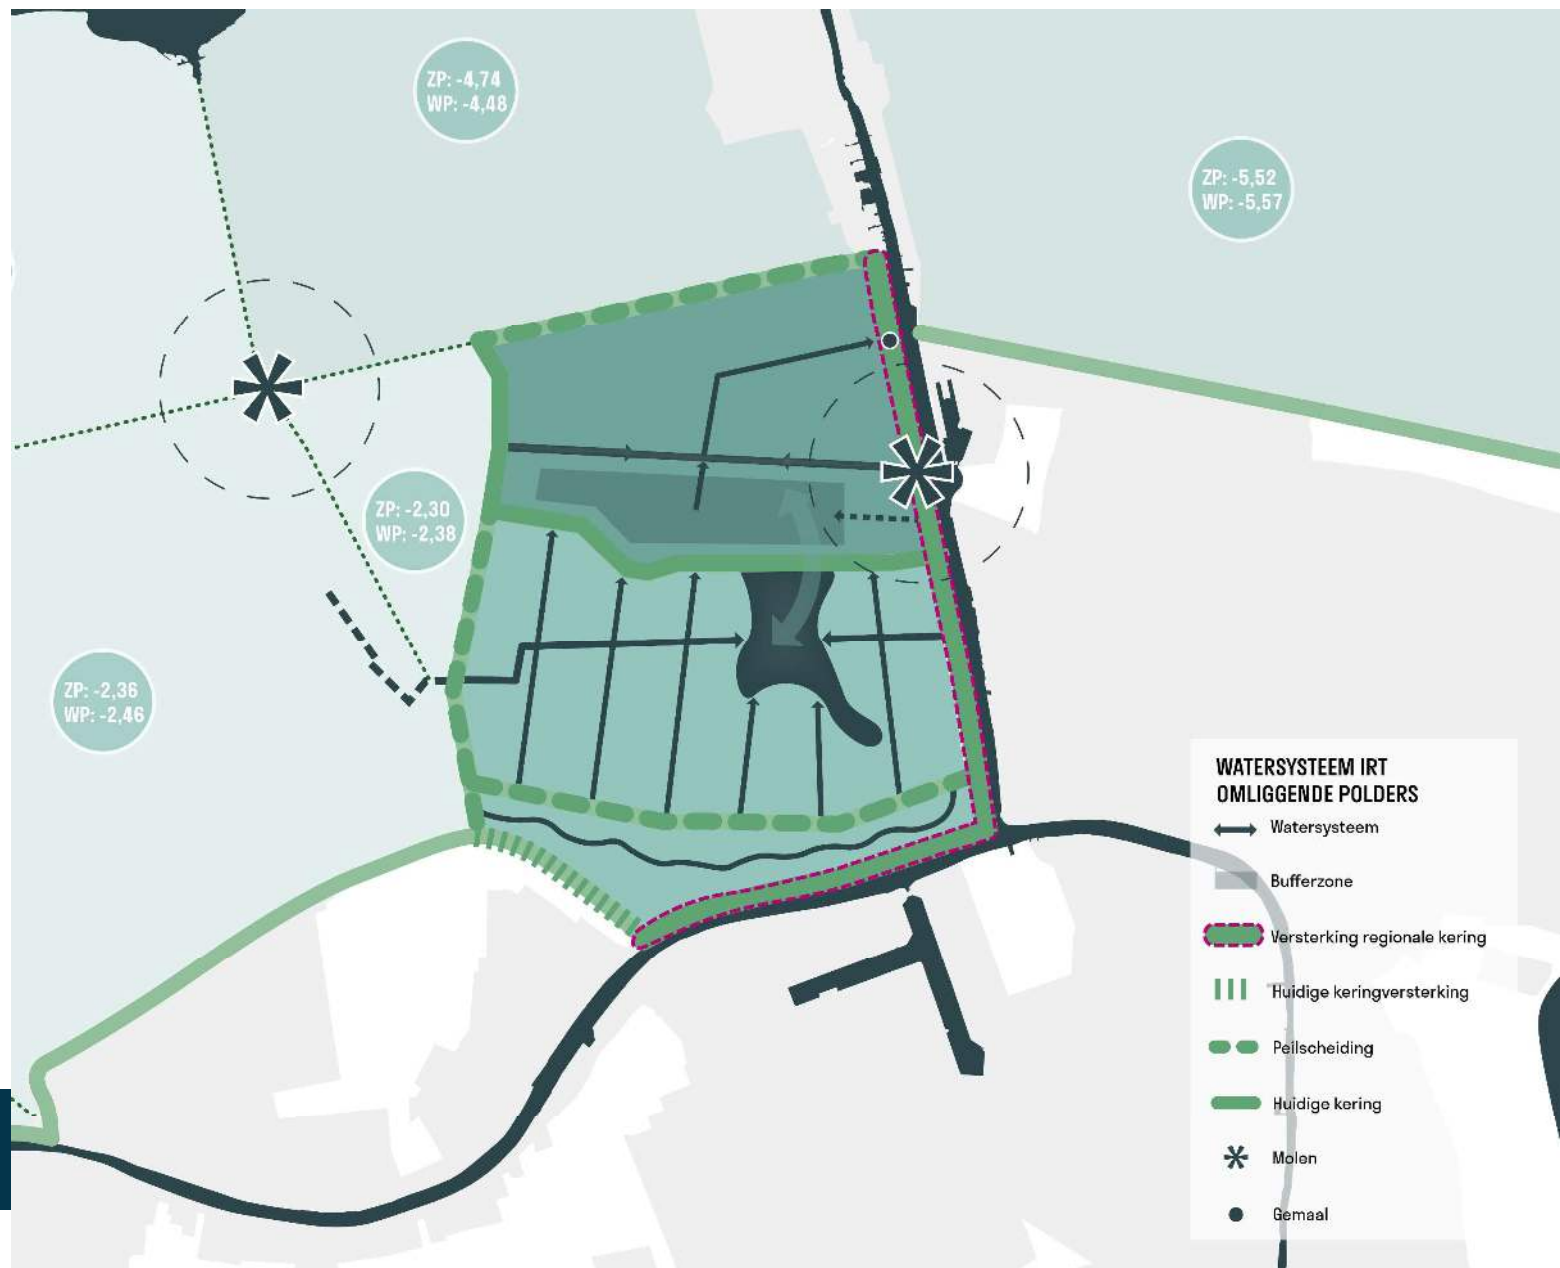 ZP: -4,74
WP: -4,48
ZP: -5,52
WP: -5,57
ZP: -2,30
WP: -2,38
ZP: -2,36
WP: -2,46
WATERSYSTEEM IRT
OMLIGGENDE POLDERS
Watersysteem
Bufferzone
Versterking regionale kering
Huidige keringversterking
Peilscheiding
Huidige kering
Molen
Gemaal